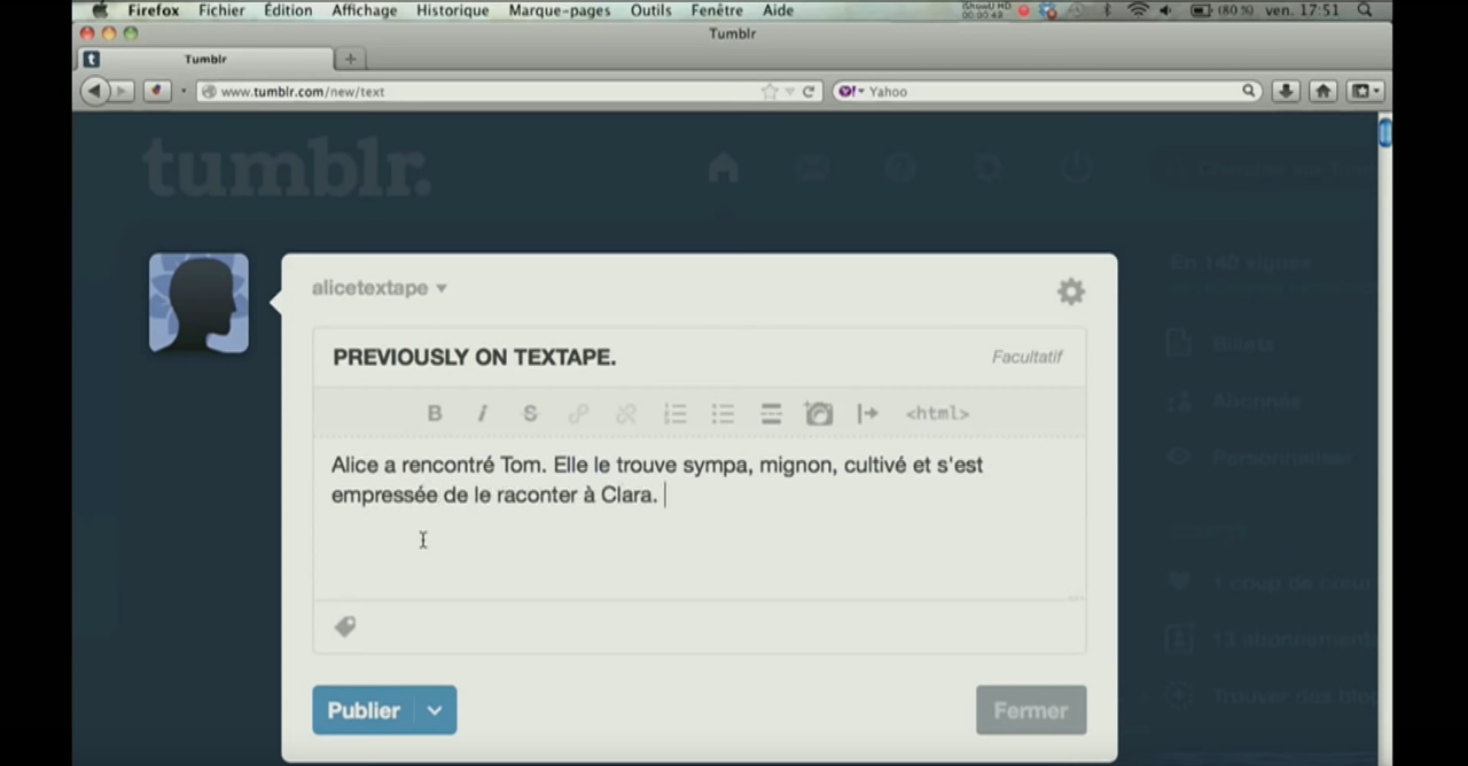 Firefox Fichier Édition Affichage Historique Marque-pages Outils Fenêtre Aide (80 %) ven. 17:51
Tumblr
Tumblr
www.tumblr.com/new/text Yahoo
tumblr.
En 140 signes
alicetextape
PREVIOUSLY ON TEXTAPE. Facultatif
Billets
B i S <html>
Abonnés
Alice a rencontré Tom. Elle le trouve sympa, mignon, cultivé et s'est
Personnaliser
empressée de le raconter à Clara.
1 coup de cœur
13 abonnements
Publier Fermer
Trouver des blo